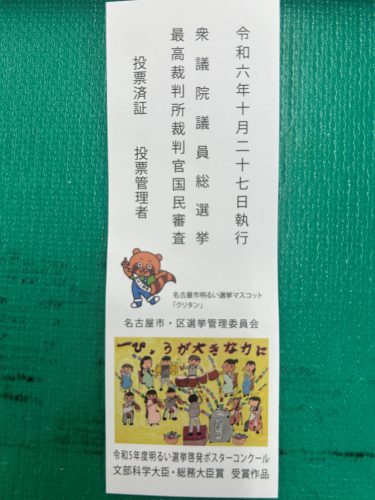 令和六年十月二十七日執行
衆議院議員総選挙
最高裁判所裁判官国民審査
投票済証 投票管理者
名古屋市明るい選挙マスコット
「クリタン」
名古屋市・区選挙管理委員会
一ぴょうが大きな力に
令和5年度明るい選挙啓発ポスターコンクール
文部科学大臣・総務大臣賞 受賞作品